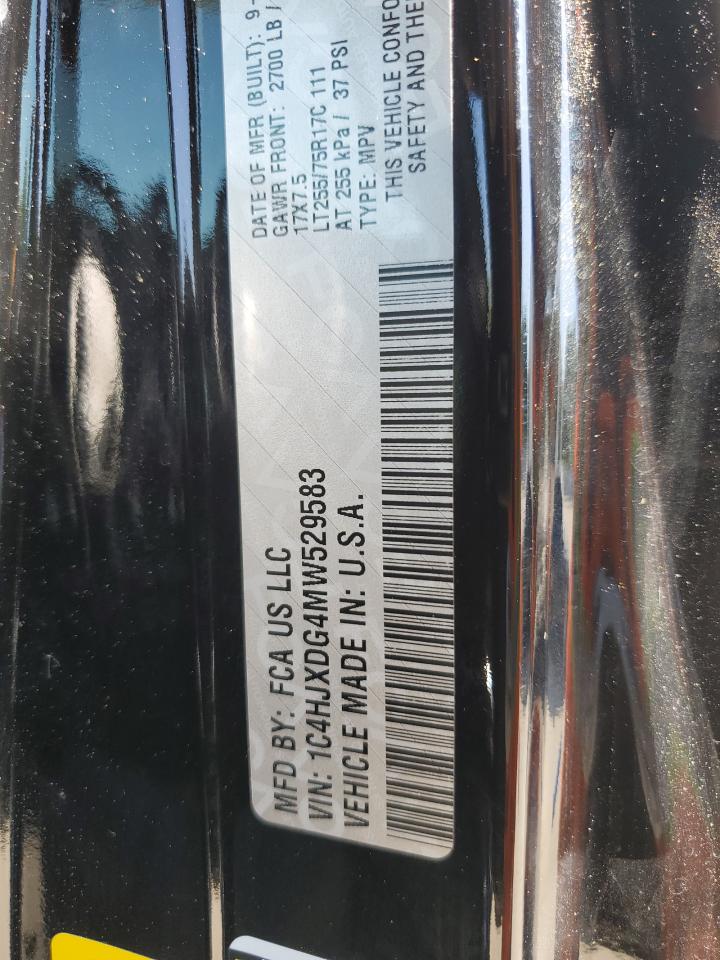 MFD BY: FCA US LLC
VIN: 1C4HJXDG4MW529583
VEHICLE MADE IN: U.S.A.
DATE OF MFR (BUILT): 9-
GAWR FRONT: 2700 LB /
17X7.5
LT255/75R17C 111
AT 255 kPa / 37 PSI
TYPE: MPV
THIS VEHICLE CONFO
SAFETY AND THE